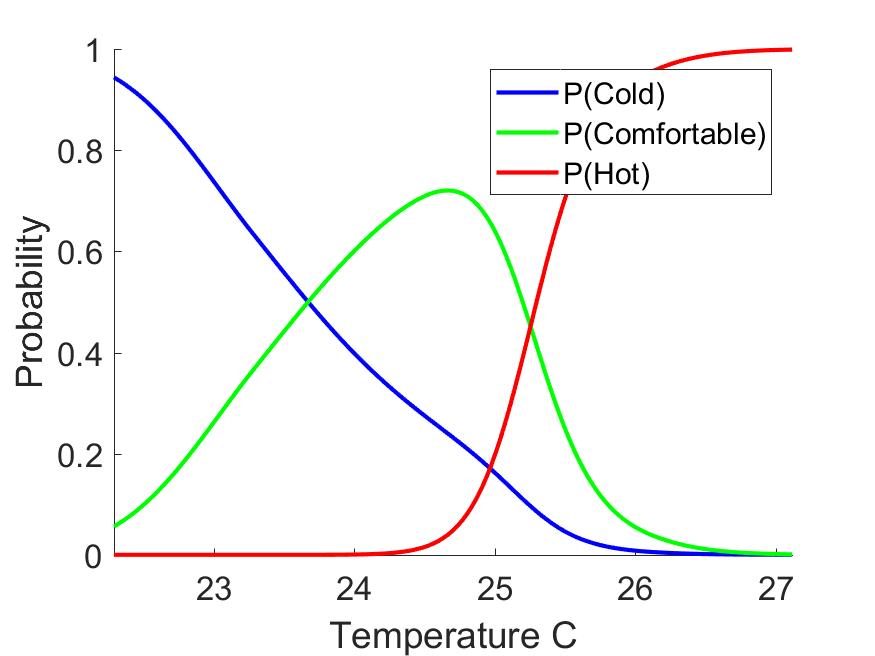 1
0.8
0.6
0.4
0.2
0
Probability
P(Cold)
P(Comfortable)
P(Hot)
23 24 25 26 27
Temperature C